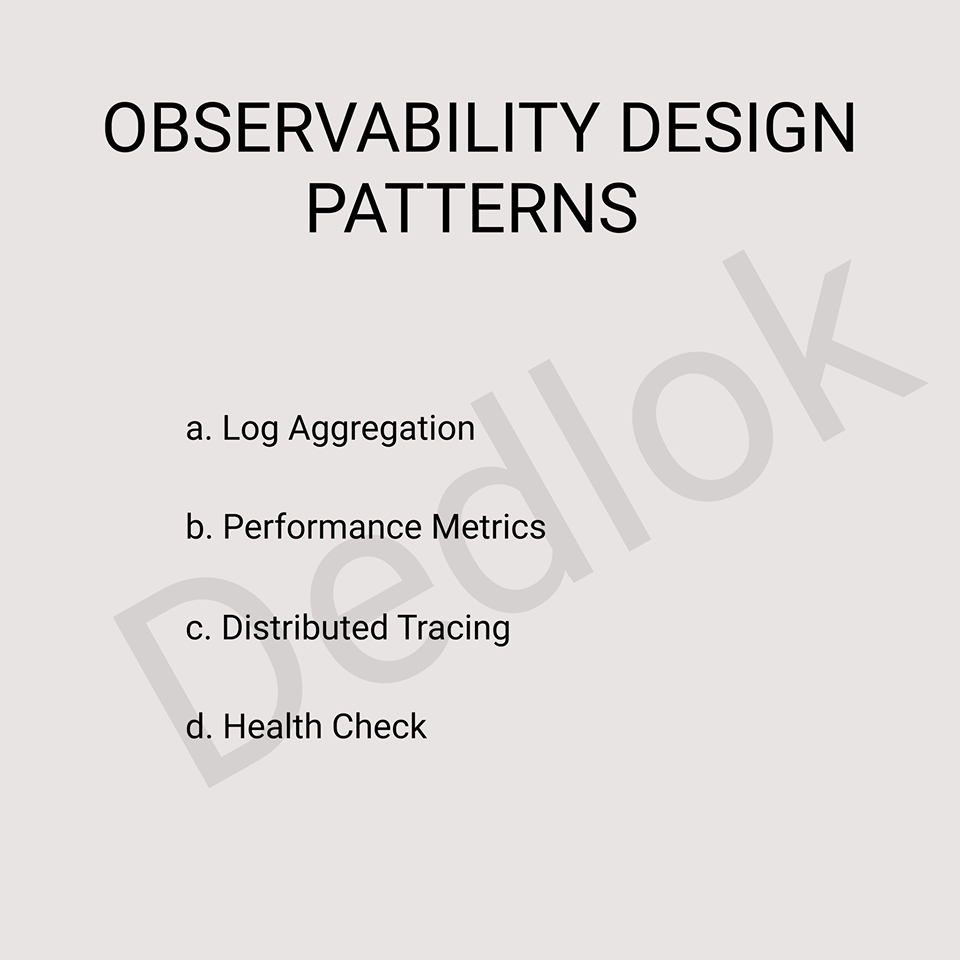 OBSERVABILITY DESIGN
PATTERNS
a. Log Aggregation
b. Performance Metrics
c. Distributed Tracing
d. Health Check
Dedlok